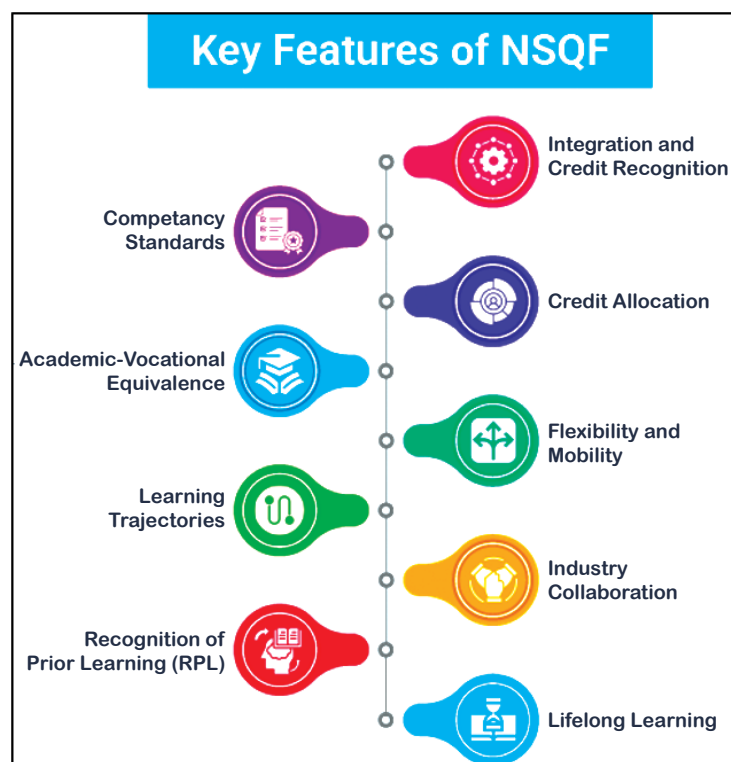 Key Features of NSQF
Integration and
Credit Recognition
Competancy
Standards
Credit Allocation
Academic-Vocational
Equivalence
Flexibility and
Mobility
Learning
Trajectories
Industry
Collaboration
Recognition of
Prior Learning (RPL)
Lifelong Learning